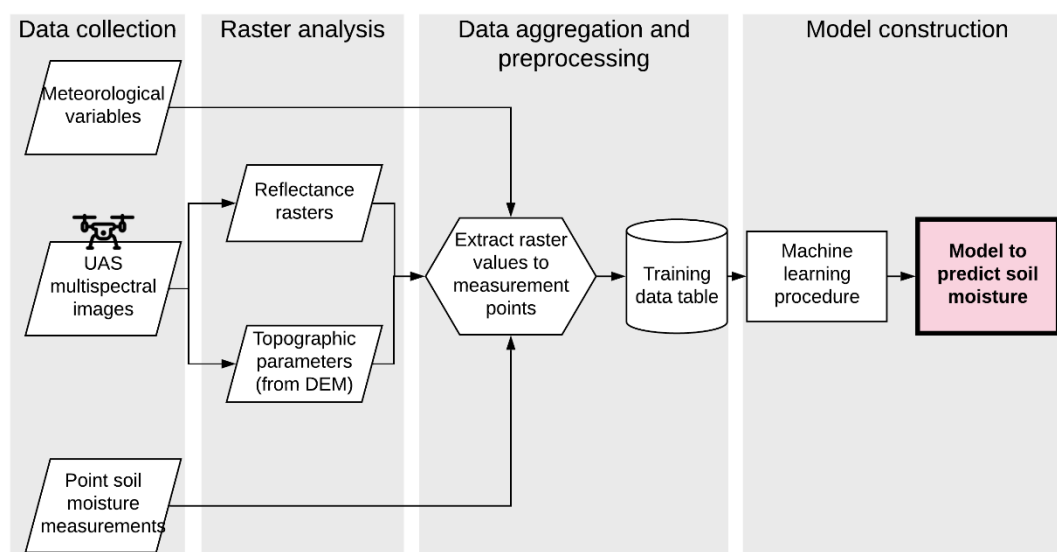 Data collection
Raster analysis
Data aggregation and
preprocessing
Model construction
Meteorological
variables
UAS
multispectral
images
Point soil
moisture
measurements
Reflectance
rasters
Topographic
parameters
(from DEM)
Extract raster
values to
measurement
points
Training
data table
Machine
learning
procedure
Model to
predict soil
moisture